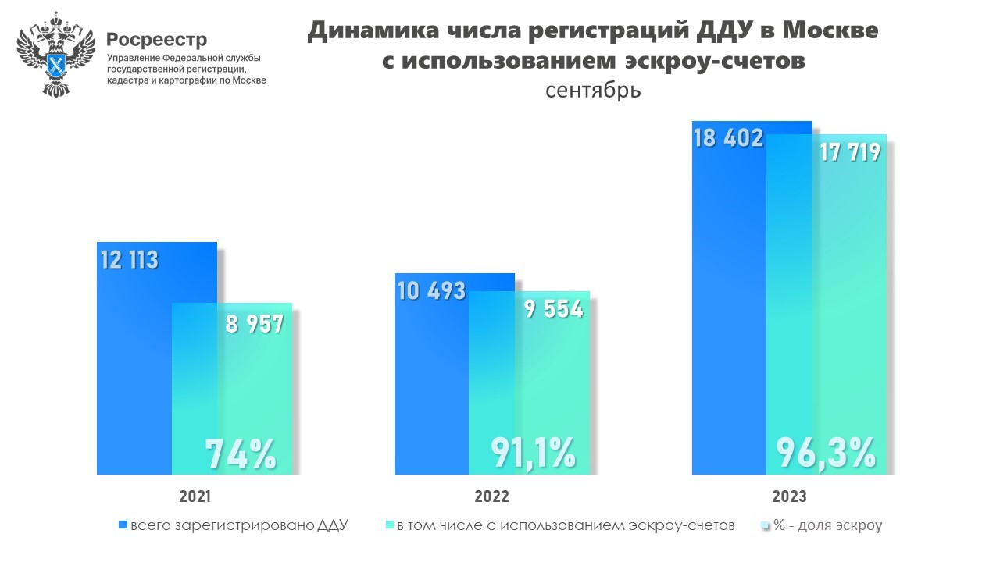 Росреестр
Управление Федеральной службы
государственной регистрации,
кадастра и картографии по Москве
Динамика числа регистраций ДДУ в Москве
с использованием эскроу-счетов
сентябрь
12 113
8 957
74%
10 493
9 554
91,1%
18 402
17 719
96,3%
2021
2022
2023
всего зарегистрировано ДДУ
в том числе с использованием эскроу-счетов
% - доля эскроу